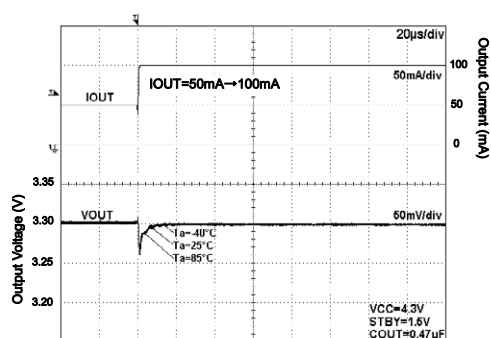 20µs/div
50mA/div
IOUT=50mA→100mA
IOUT
100
50
0
Output Current (mA)
3.35
3.30
3.25
3.20
Output Voltage (V)
VOUT
50mV/div
Ta=-40°C
Ta=25°C
Ta=85°C
VCC=4.3V
STBY=1.5V
COUT=0.47uF